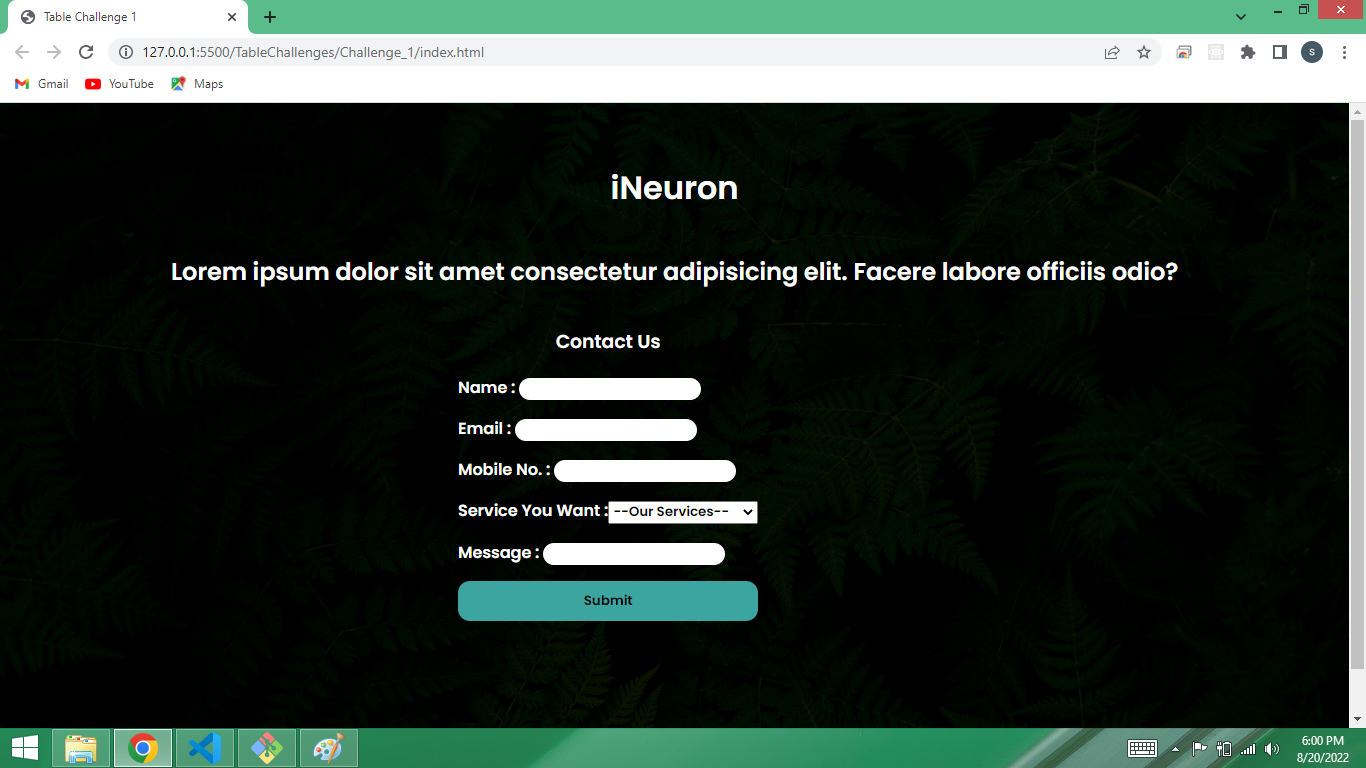 Table Challenge 1
127.0.0.1:5500/TableChallenges/Challenge_1/index.html
S
Gmail YouTube Maps
iNeuron
Lorem ipsum dolor sit amet consectetur adipisicing elit. Facere labore officiis odio?
Contact Us
Name :
Email :
Mobile No. :
Service You Want : --Our Services--
Message :
Submit
6:00 PM
8/20/2022